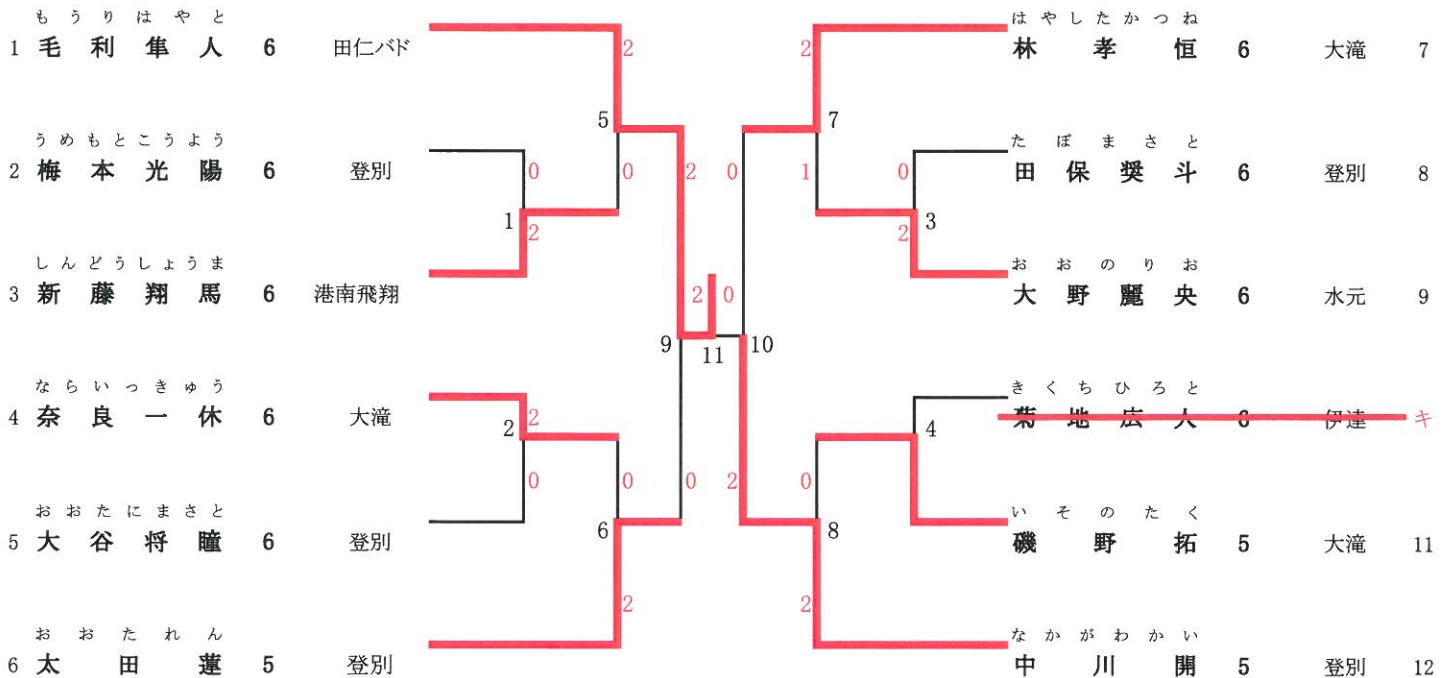 もうりはやと
1 毛利隼人 6 田仁バド
うめもとこうよう
2 梅本光陽 6 登別
しんどうしょうま
3 新藤翔馬 6 港南飛翔
ならいっきゅう
4 奈良一休 6 大滝
おおたにまさと
5 大谷将瞳 6 登別
おおたれん
6 太田蓮 5 登別
2
5
0 0
1
2
2
2
0
0
6
2
2
9
0
2 0
11
0
10
2
2
7
1 0
3
2
4
0
8
2
はやしたかつね
林孝恒 6 大滝 7
たぼまさと
田保奨斗 6 登別 8
おおのりお
大野麗央 6 水元 9
きくちひろと
菊地広人 6 伊達 キ
いそのたく
磯野拓 5 大滝 11
なかがわかい
中川開 5 登別 12